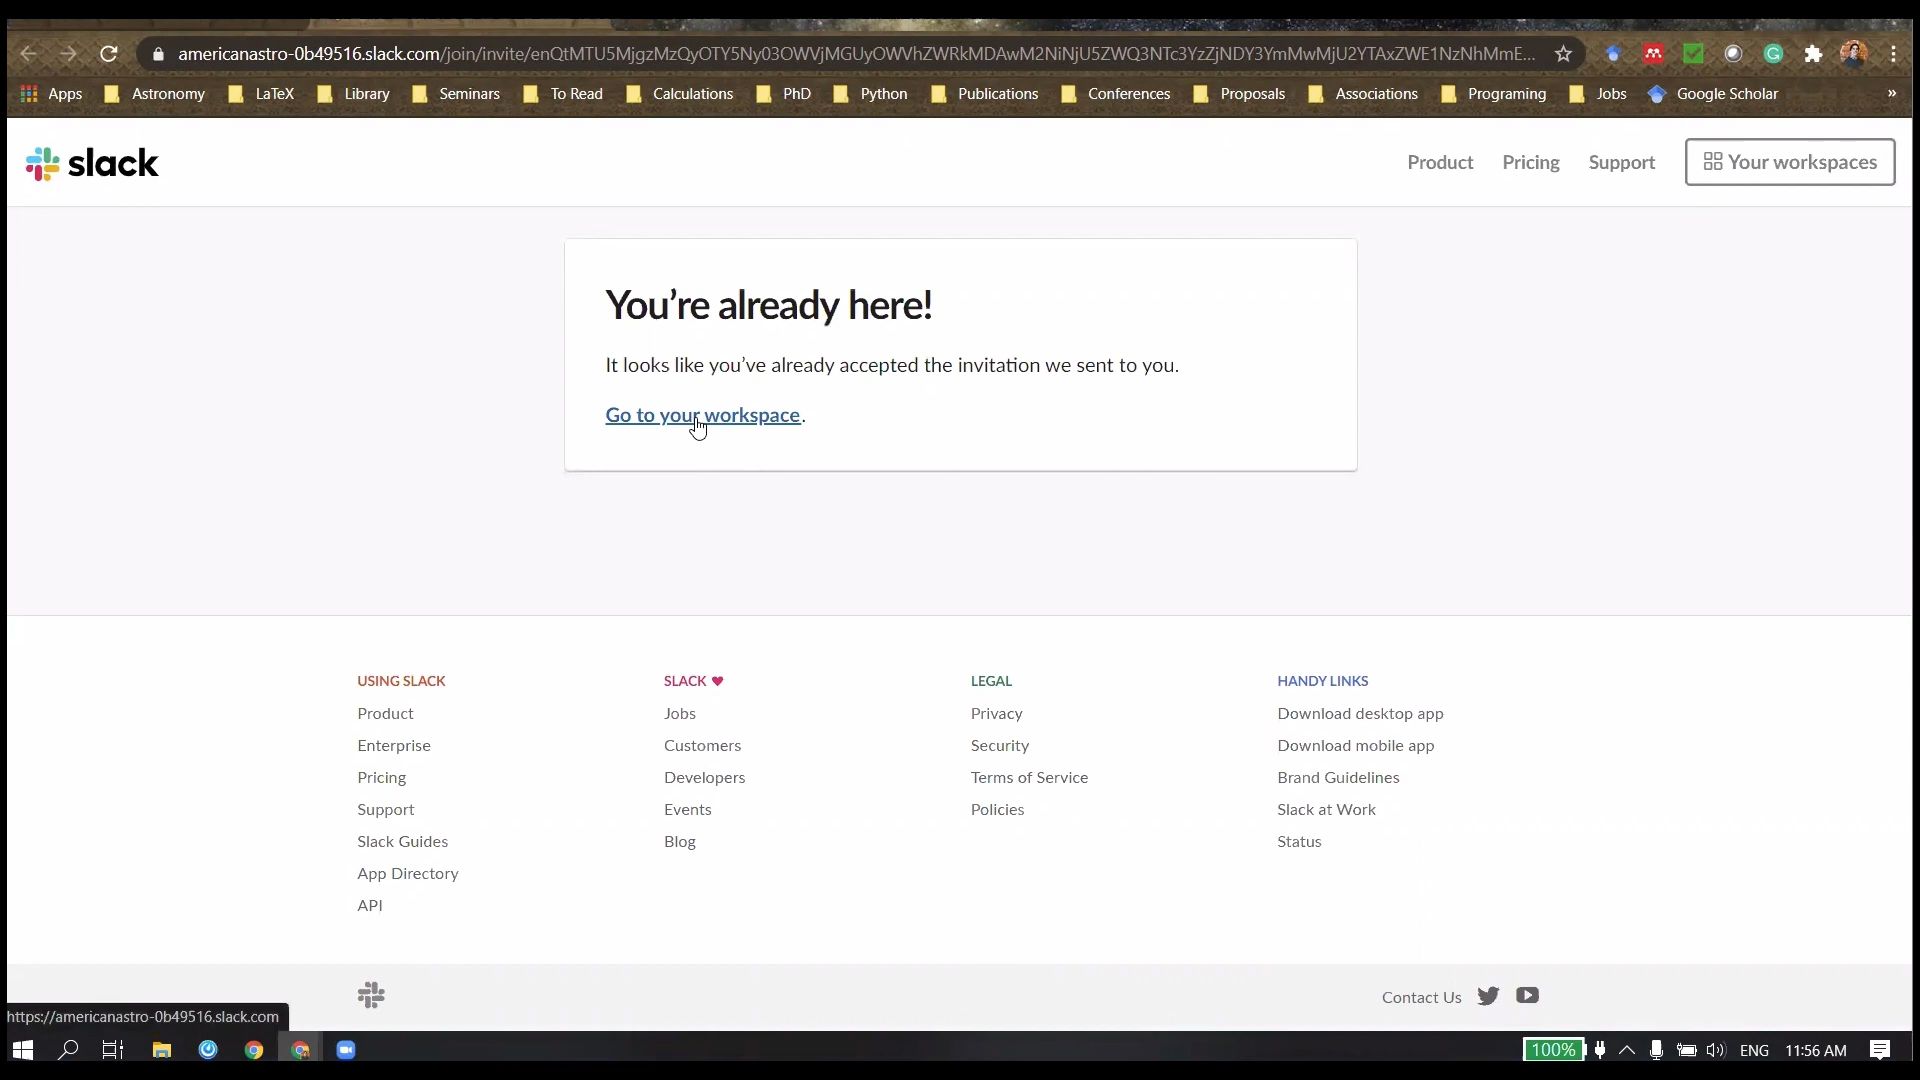 americanastro-0b49516.slack.com/join/invite/enQtMTU5MjgzMzQyOTY5Ny03OWVjMGUyOWVhZWRkMDAwM2NiNjU5ZWQ3NTc3YzZjNDY3YmMwMjU2YTAxZWE1NzNhMmE...
Apps Astronomy LaTeX Library Seminars To Read Calculations PhD Python Publications Conferences Proposals Associations Programing Jobs Google Scholar »
slack Product Pricing Support Your workspaces
You're already here!
It looks like you've already accepted the invitation we sent to you.
Go to your workspace.
USING SLACK SLACK ♥ LEGAL HANDY LINKS
Product Jobs Privacy Download desktop app
Enterprise Customers Security Download mobile app
Pricing Developers Terms of Service Brand Guidelines
Support Events Policies Slack at Work
Slack Guides Blog Status
App Directory
API
Contact Us
https://americanastro-0b49516.slack.com
100% ENG 11:56 AM